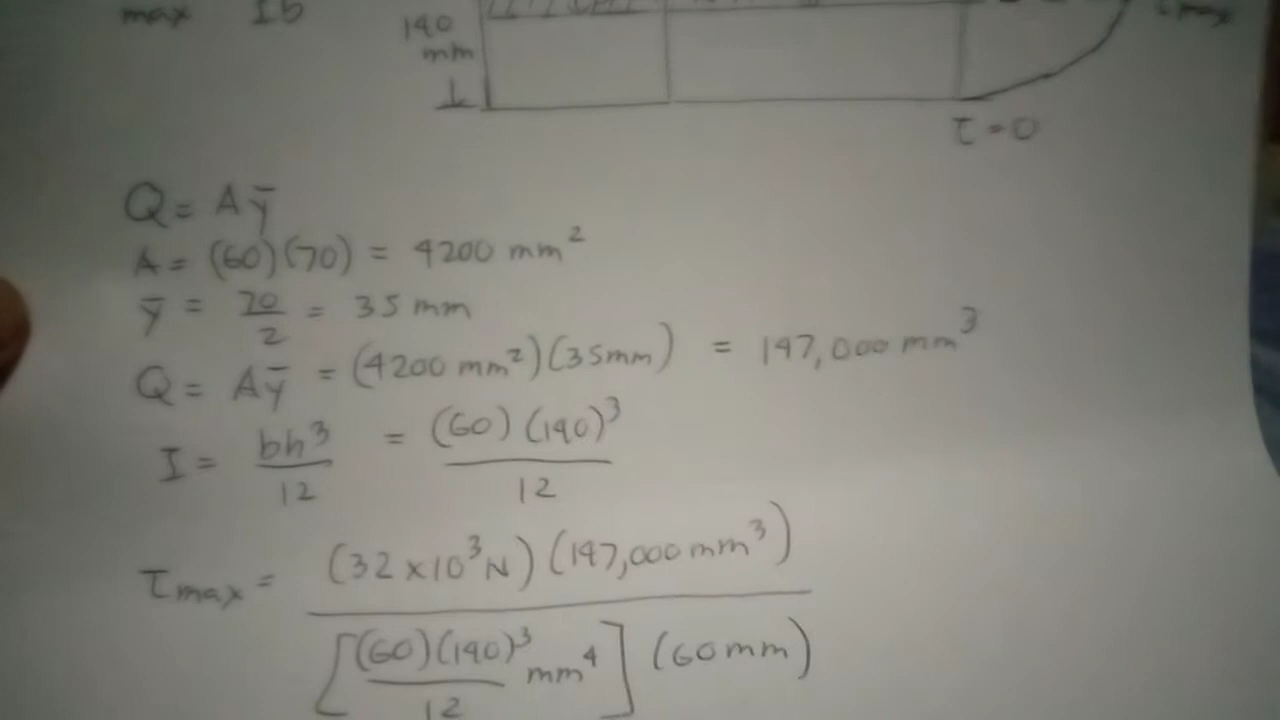 max Ib
140
mm
τmax
τ = 0
Q = Aȳ
A = (60)(70) = 4200 mm²
ȳ = 70/2 = 35 mm
Q = Aȳ = (4200 mm²)(35mm) = 147,000 mm³
I = bh³/12 = (60)(140)³/12
τmax = (32 x10³N)(147,000 mm³) / [(60)(140)³/12 mm⁴] (60mm)